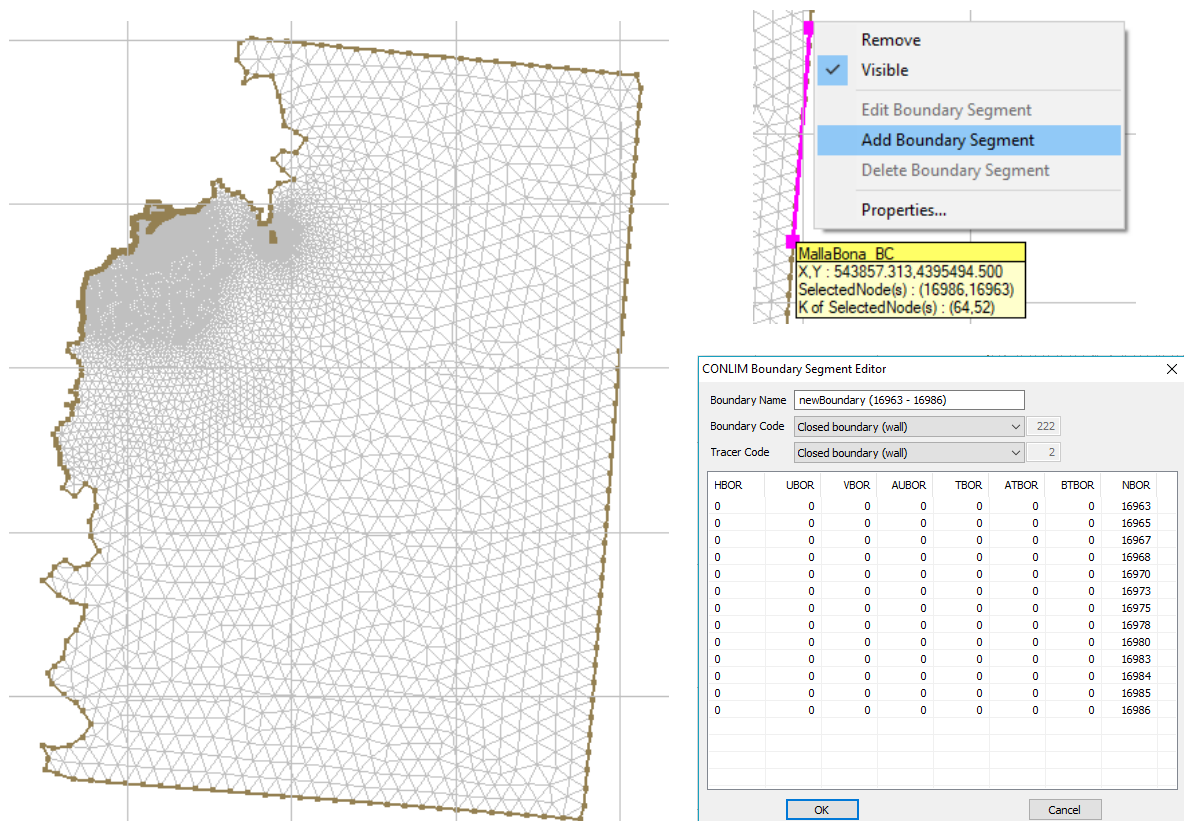 Remove
Visible
Edit Boundary Segment
Add Boundary Segment
Delete Boundary Segment
Properties...
MallaBona_BC
X,Y : 543857.313,4395494.500
SelectedNode(s) : (16986,16963)
K of SelectedNode(s) : (64,52)
CONLIM Boundary Segment Editor
Boundary Name newBoundary (16963 - 16986)
Boundary Code Closed boundary (wall) 222
Tracer Code Closed boundary (wall) 2
HBOR UBOR VBOR AUBOR TBOR ATBOR BTBOR NBOR
0 0 0 0 0 0 0 16963
0 0 0 0 0 0 0 16965
0 0 0 0 0 0 0 16967
0 0 0 0 0 0 0 16968
0 0 0 0 0 0 0 16970
0 0 0 0 0 0 0 16973
0 0 0 0 0 0 0 16975
0 0 0 0 0 0 0 16978
0 0 0 0 0 0 0 16980
0 0 0 0 0 0 0 16983
0 0 0 0 0 0 0 16984
0 0 0 0 0 0 0 16985
0 0 0 0 0 0 0 16986
OK Cancel